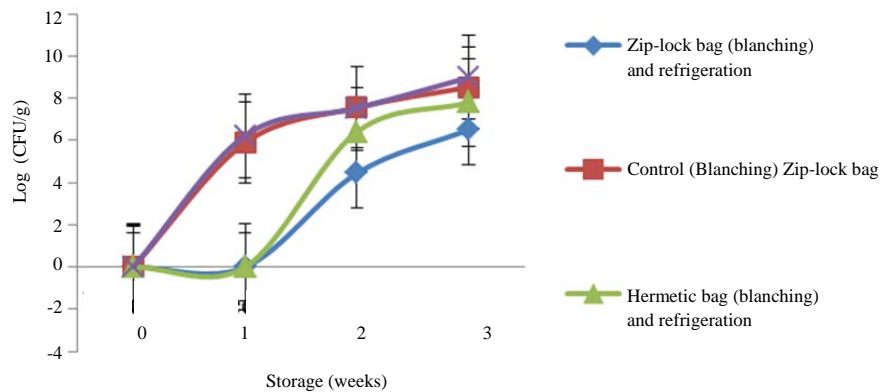 12
10
8
6
4
2
0
-2
-4
Log (CFU/g)
0
1
2
3
Storage (weeks)
Zip-lock bag (blanching)
and refrigeration
Control (Blanching) Zip-lock bag
Hermetic bag (blanching)
and refrigeration